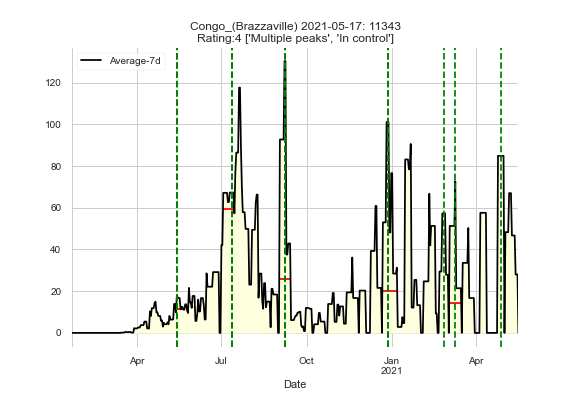 Congo_(Brazzaville) 2021-05-17: 11343
Rating:4 ['Multiple peaks', 'In control']
Average-7d
120
100
80
60
40
20
0
Apr
Jul
Oct
Jan
2021
Apr
Date